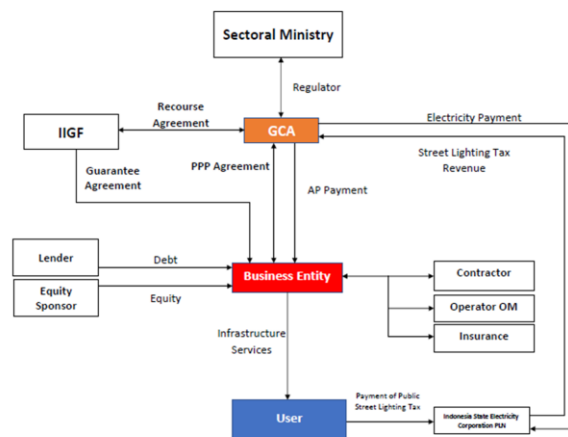 Sectoral Ministry
Regulator
Recourse
Agreement
IIGF
GCA
Electricity Payment
Street Lighting Tax
Revenue
Guarantee
Agreement
PPP Agreement
AP Payment
Lender
Debt
Equity
Sponsor
Equity
Business Entity
Contractor
Operator OM
Insurance
Infrastructure
Services
User
Payment of Public
Street Lighting Tax
Indonesia State Electricity
Corporation PLN